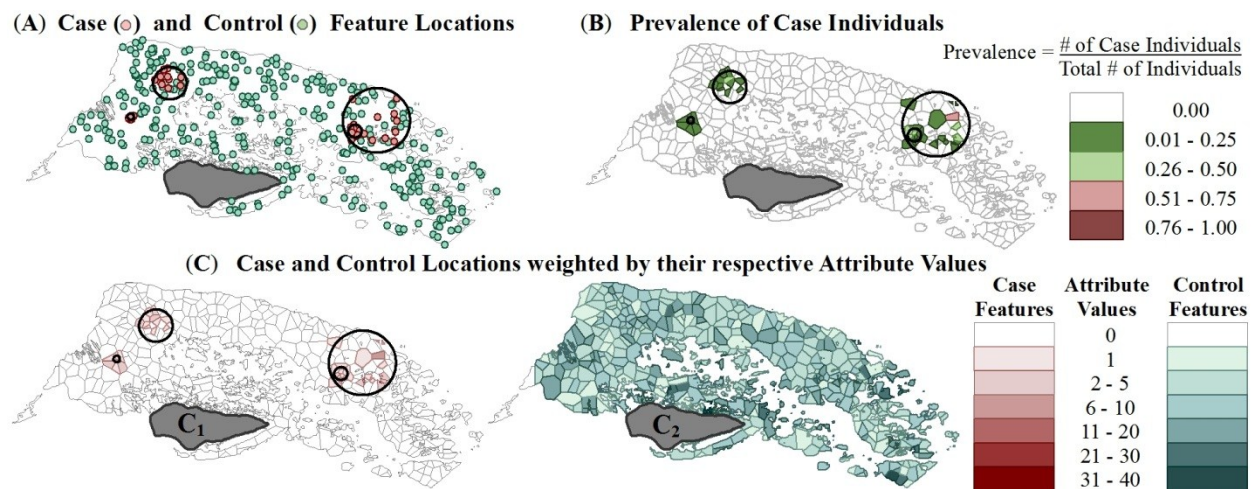 (A) Case ( ) and Control ( ) Feature Locations
(B) Prevalence of Case Individuals
Prevalence = # of Case Individuals
Total # of Individuals
0.00
0.01 - 0.25
0.26 - 0.50
0.51 - 0.75
0.76 - 1.00
(C) Case and Control Locations weighted by their respective Attribute Values
C₁
C₂
Case Attribute Control
Features Values Features
0
1
2 - 5
6 - 10
11 - 20
21 - 30
31 - 40